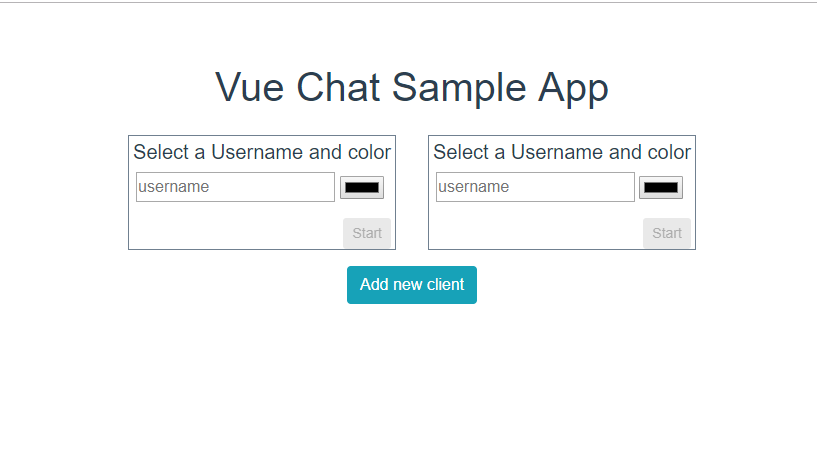 Vue Chat Sample App
Select a Username and color
username
Start
Select a Username and color
username
Start
Add new client